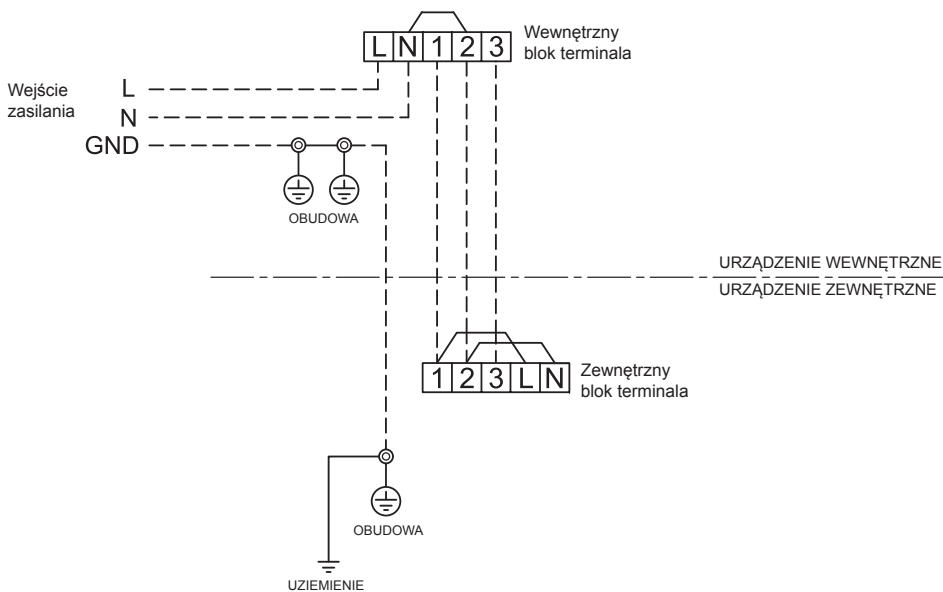 Wewnętrzny
blok terminala
L N 1 2 3
Wejście
zasilania
L
N
GND
OBUDOWA
URZĄDZENIE WEWNĘTRZNE
URZĄDZENIE ZEWNĘTRZNE
1 2 3 L N
Zewnętrzny
blok terminala
OBUDOWA
UZIEMIENIE